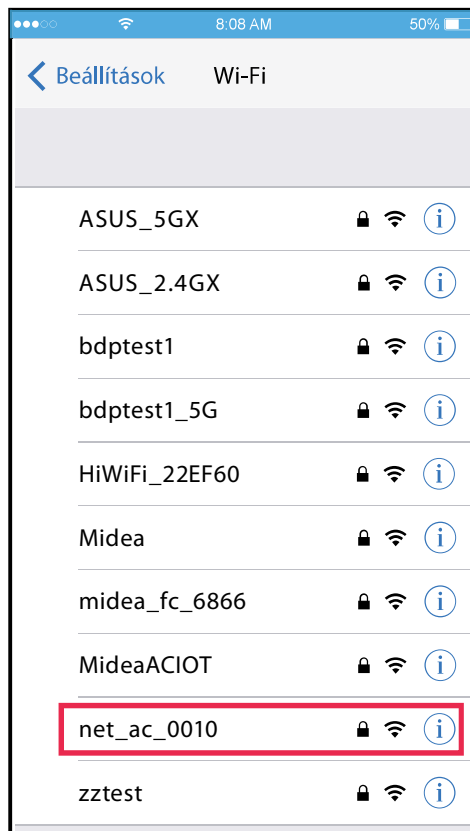 8:08 AM 50%
Beállítások Wi-Fi
ASUS_5GX
ASUS_2.4GX
bdptest1
bdptest1_5G
HiWiFi_22EF60
Midea
midea_fc_6866
MideaACIOT
net_ac_0010
zztest